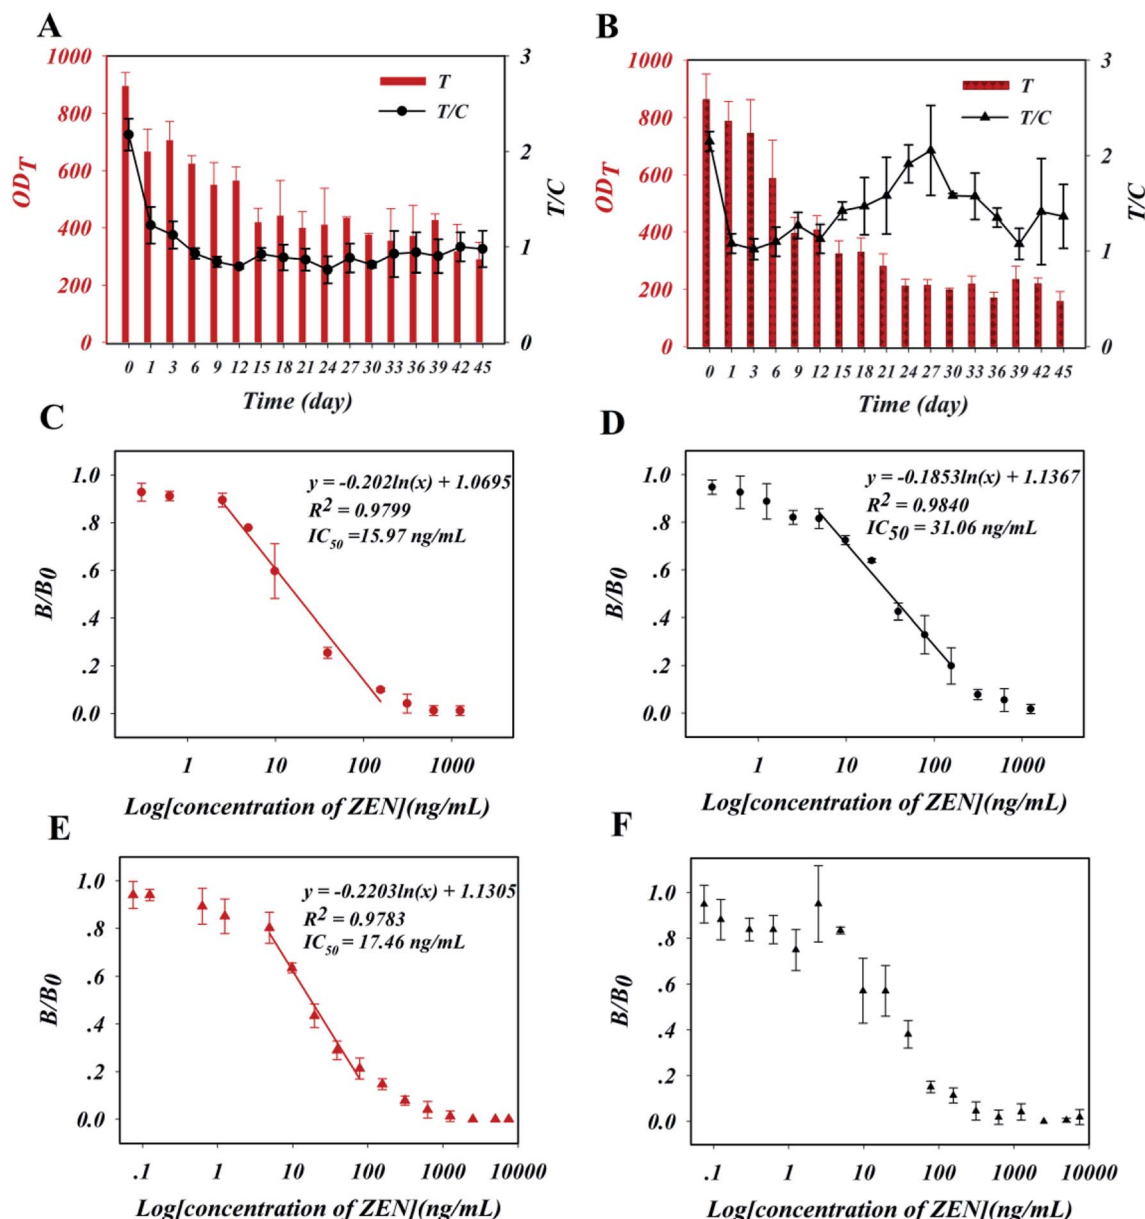 A
1000
800
600
400
200
0
OD_T
T
T/C
3
2
1
0
T/C
0 1 3 6 9 12 15 18 21 24 27 30 33 36 39 42 45
Time (day)
B
1000
800
600
400
200
0
OD_T
T
T/C
3
2
1
0
T/C
0 1 3 6 9 12 15 18 21 24 27 30 33 36 39 42 45
Time (day)
C
1.0
.8
.6
.4
.2
0.0
B/B0
y = -0.202ln(x) + 1.0695
R² = 0.9799
IC₅₀ =15.97 ng/mL
1 10 100 1000
Log[concentration of ZEN](ng/mL)
D
1.0
.8
.6
.4
.2
0.0
B/B0
y = -0.1853ln(x) + 1.1367
R² = 0.9840
IC₅₀ = 31.06 ng/mL
1 10 100 1000
Log[concentration of ZEN](ng/mL)
E
1.0
.8
.6
.4
.2
0.0
B/B0
y = -0.2203ln(x) + 1.1305
R² = 0.9783
IC₅₀ = 17.46 ng/mL
.1 1 10 100 1000 10000
Log[concentration of ZEN](ng/mL)
F
1.0
.8
.6
.4
.2
0.0
B/B0
.1 1 10 100 1000 10000
Log[concentration of ZEN](ng/mL)